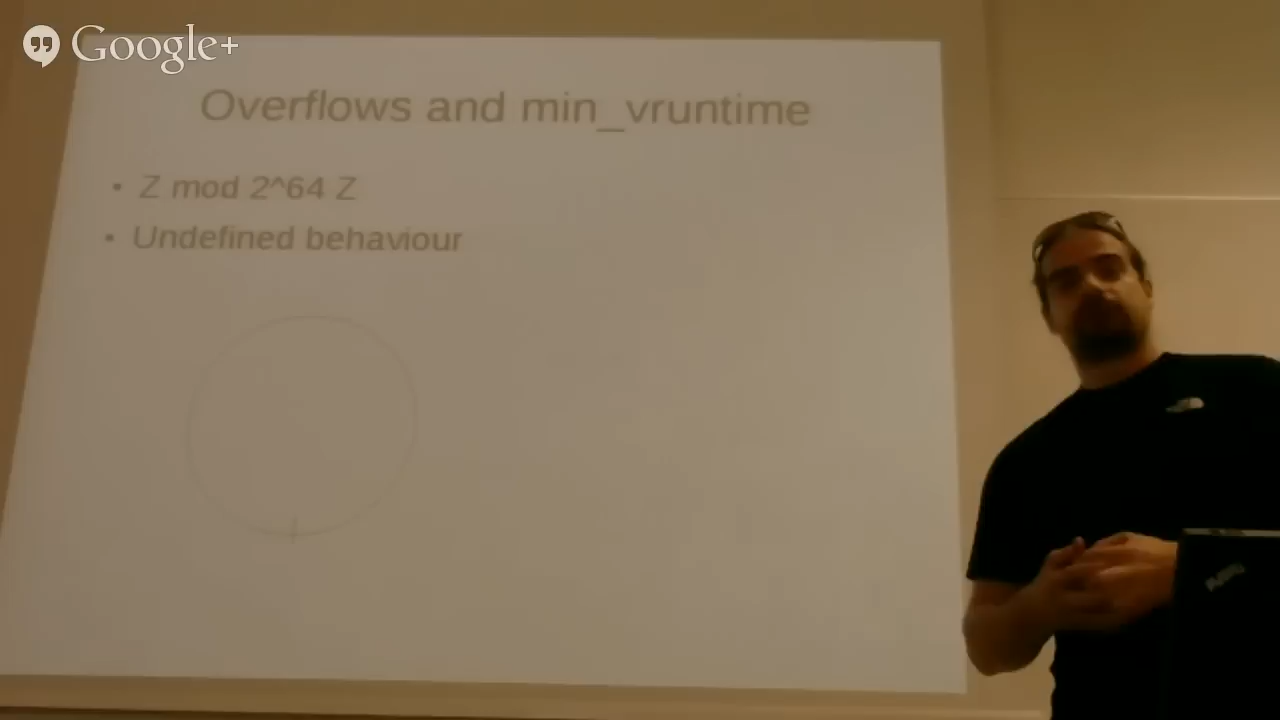 Google+
Overflows and min_vruntime
• Z mod 2^64 Z
• Undefined behaviour